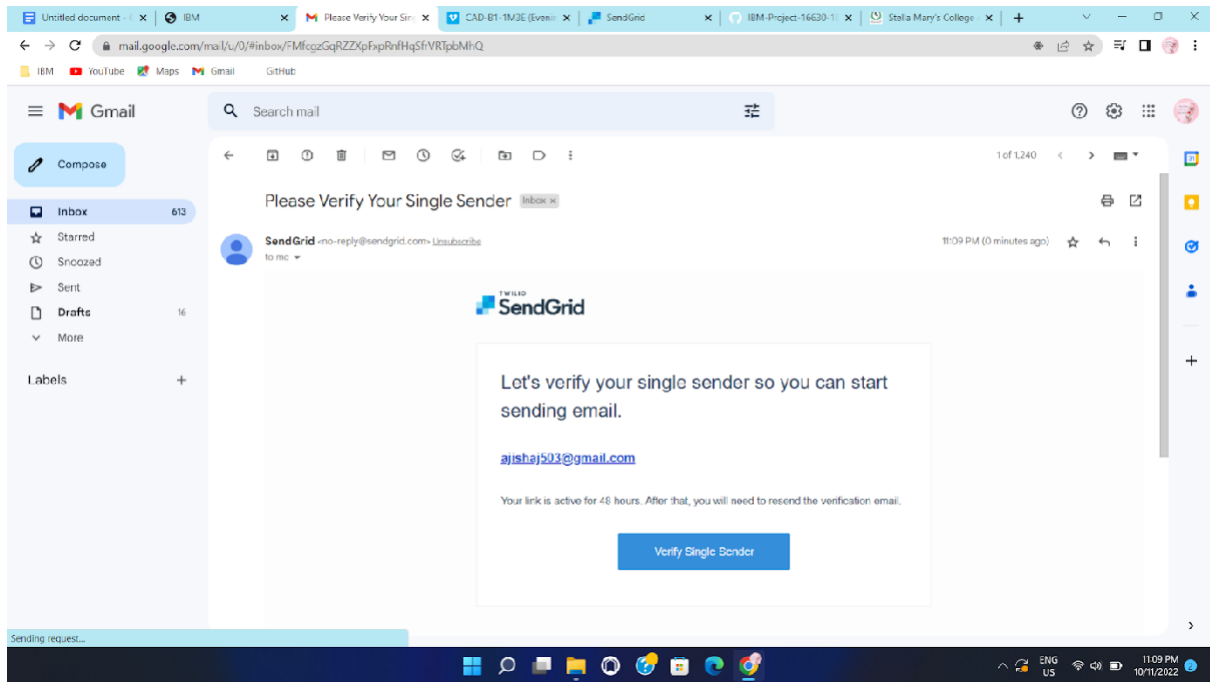 Untitled document - G
IBM
Please Verify Your Sing
CAD-B1-1M3E (Evenin
SendGrid
IBM-Project-16630-1
Stella Mary's College
mail.google.com/mail/u/0/#inbox/
IBM
YouTube
Maps
Gmail
GitHub
Gmail
Search mail
Compose
1 of 1,240
Inbox 613
Starred
Snoozed
Sent
Drafts 16
More
Labels
Please Verify Your Single Sender Inbox x
SendGrid <no-reply@sendgrid.com> Unsubscribe
11:09 PM (0 minutes ago)
to me
TWILIO
SendGrid
Let's verify your single sender so you can start
sending email.
ajishaj503@gmail.com
Your link is active for 48 hours. After that, you will need to resend the verification email.
Verify Single Sender
31
Sending request...
ENG
US
11:09 PM
10/11/2022
2